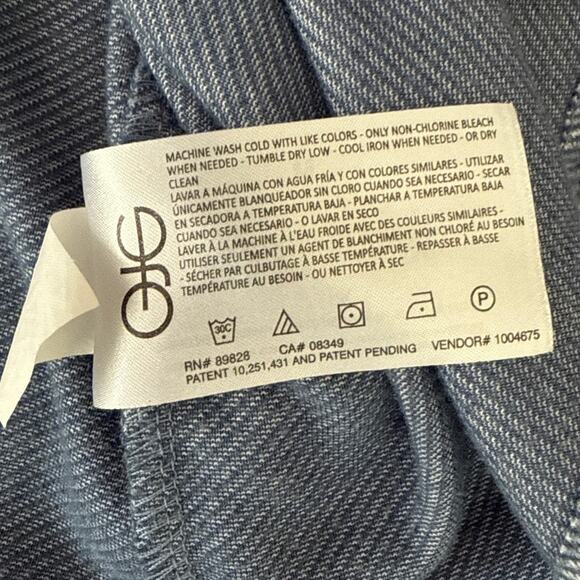 MACHINE WASH COLD WITH LIKE COLORS - ONLY NON-CHLORINE BLEACH
WHEN NEEDED - TUMBLE DRY LOW - COOL IRON WHEN NEEDED - OR DRY
CLEAN
LAVAR A MÁQUINA CON AGUA FRÍA Y CON COLORES SIMILARES - UTILIZAR
ÚNICAMENTE BLANQUEADOR SIN CLORO CUANDO SEA NECESARIO - SECAR
EN SECADORA A TEMPERATURA BAJA - PLANCHAR A TEMPERATURA BAJA
CUANDO SEA NECESARIO - O LAVAR EN SECO
LAVER À LA MACHINE À L'EAU FROIDE AVEC DES COULEURS SIMILAIRES -
UTILISER SEULEMENT UN AGENT DE BLANCHIMENT NON CHLORÉ AU BESOIN
- SÉCHER PAR CULBUTAGE À BASSE TEMPÉRATURE - REPASSER À BASSE
TEMPÉRATURE AU BESOIN - OU NETTOYER À SEC
30C
P
RN# 89828 CA# 08349 VENDOR# 1004675
PATENT 10,251,431 AND PATENT PENDING